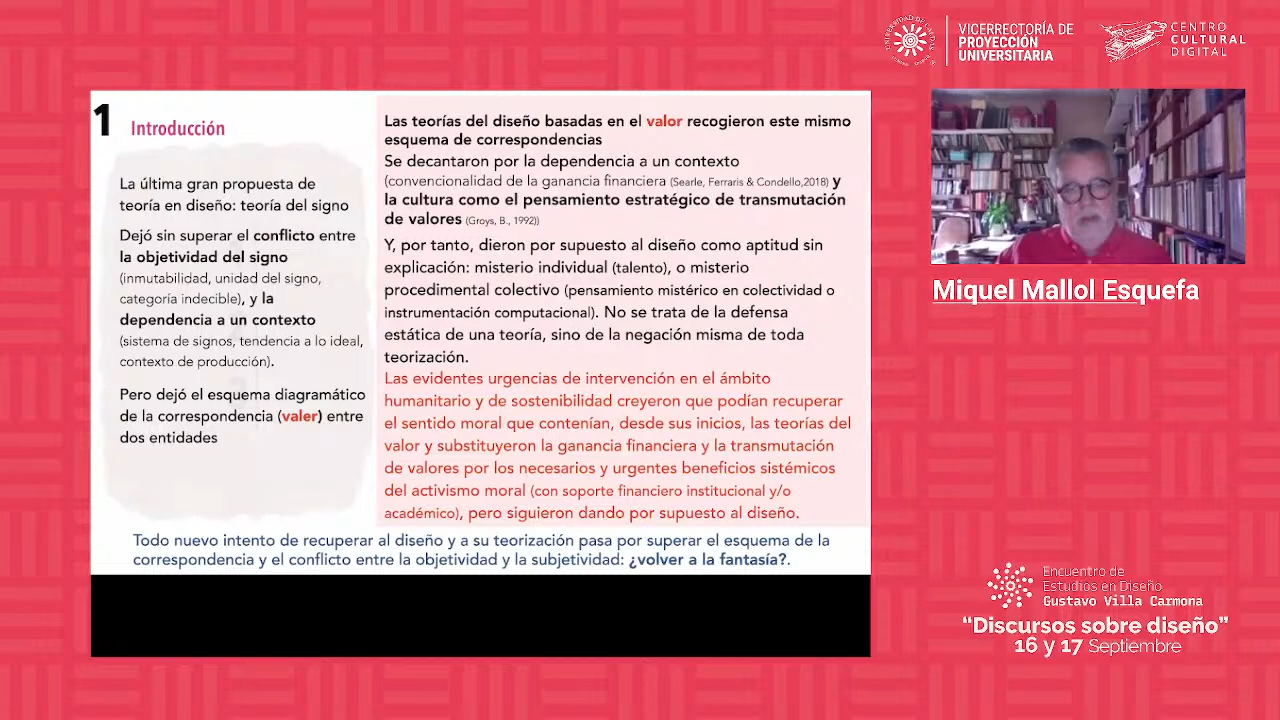 VICERRECTORÍA DE
PROYECCIÓN
UNIVERSITARIA
CENTRO
CULTURAL
DIGITAL
1 Introducción
La última gran propuesta de
teoría en diseño: teoría del signo
Dejó sin superar el conflicto entre
la objetividad del signo
(inmutabilidad, unidad del signo,
categoría indecible), y la
dependencia a un contexto
(sistema de signos, tendencia a lo ideal,
contexto de producción).
Pero dejó el esquema diagramático
de la correspondencia (valer) entre
dos entidades
Las teorías del diseño basadas en el valor recogieron este mismo
esquema de correspondencias
Se decantaron por la dependencia a un contexto
(convencionalidad de la ganancia financiera (Searle, Ferraris & Condello,2018) y
la cultura como el pensamiento estratégico de transmutación
de valores (Groys, B., 1992))
Y, por tanto, dieron por supuesto al diseño como aptitud sin
explicación: misterio individual (talento), o misterio
procedimental colectivo (pensamiento mistérico en colectividad o
instrumentación computacional). No se trata de la defensa
estática de una teoría, sino de la negación misma de toda
teorización.
Las evidentes urgencias de intervención en el ámbito
humanitario y de sostenibilidad creyeron que podían recuperar
el sentido moral que contenían, desde sus inicios, las teorías del
valor y substituyeron la ganancia financiera y la transmutación
de valores por los necesarios y urgentes beneficios sistémicos
del activismo moral (con soporte financiero institucional y/o
académico), pero siguieron dando por supuesto al diseño.
Todo nuevo intento de recuperar al diseño y a su teorización pasa por superar el esquema de la
correspondencia y el conflicto entre la objetividad y la subjetividad: ¿volver a la fantasía?.
Miquel Mallol Esquefa
Encuentro de
Estudios en Diseño
Gustavo Villa Carmona
“Discursos sobre diseño”
16 y 17 Septiembre